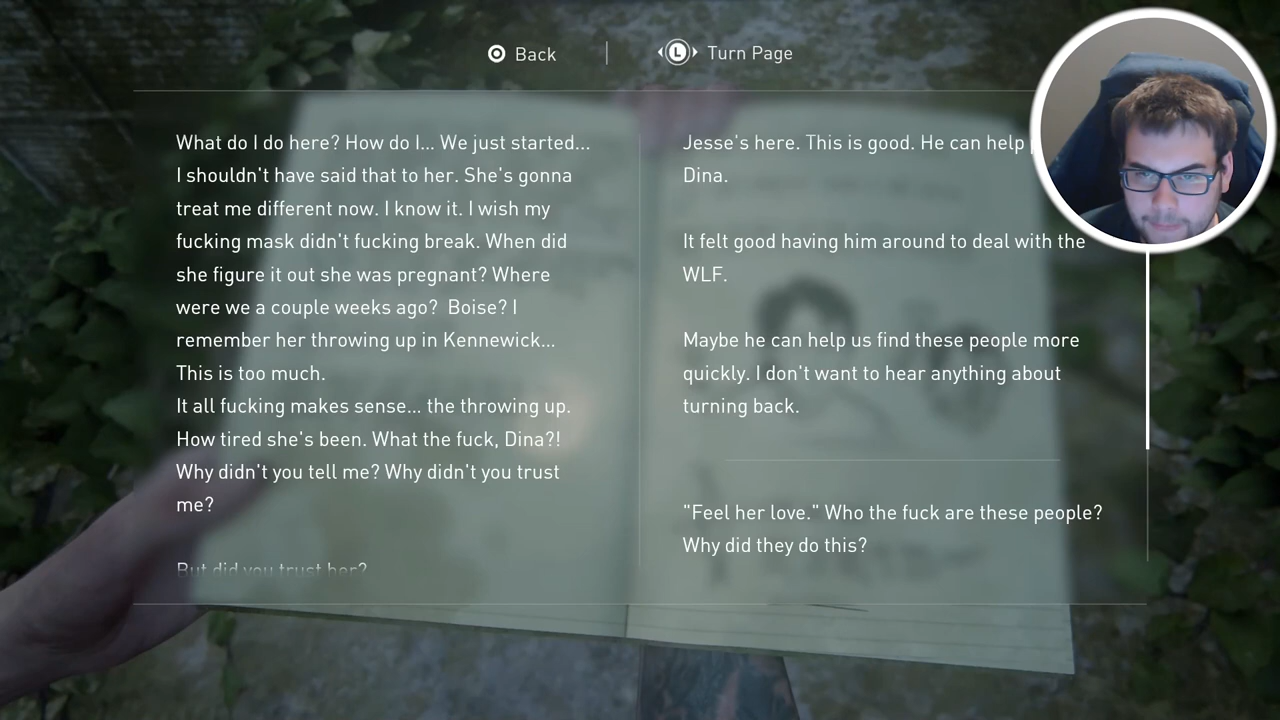 Back
L
Turn Page
What do I do here? How do I... We just started...
I shouldn't have said that to her. She's gonna
treat me different now. I know it. I wish my
fucking mask didn't fucking break. When did
she figure it out she was pregnant? Where
were we a couple weeks ago?  Boise? I
remember her throwing up in Kennewick...
This is too much.
It all fucking makes sense... the throwing up.
How tired she's been. What the fuck, Dina?!
Why didn't you tell me? Why didn't you trust
me?
But did you trust her?
Jesse's here. This is good. He can help
Dina.
It felt good having him around to deal with the
WLF.
Maybe he can help us find these people more
quickly. I don't want to hear anything about
turning back.
"Feel her love." Who the fuck are these people?
Why did they do this?